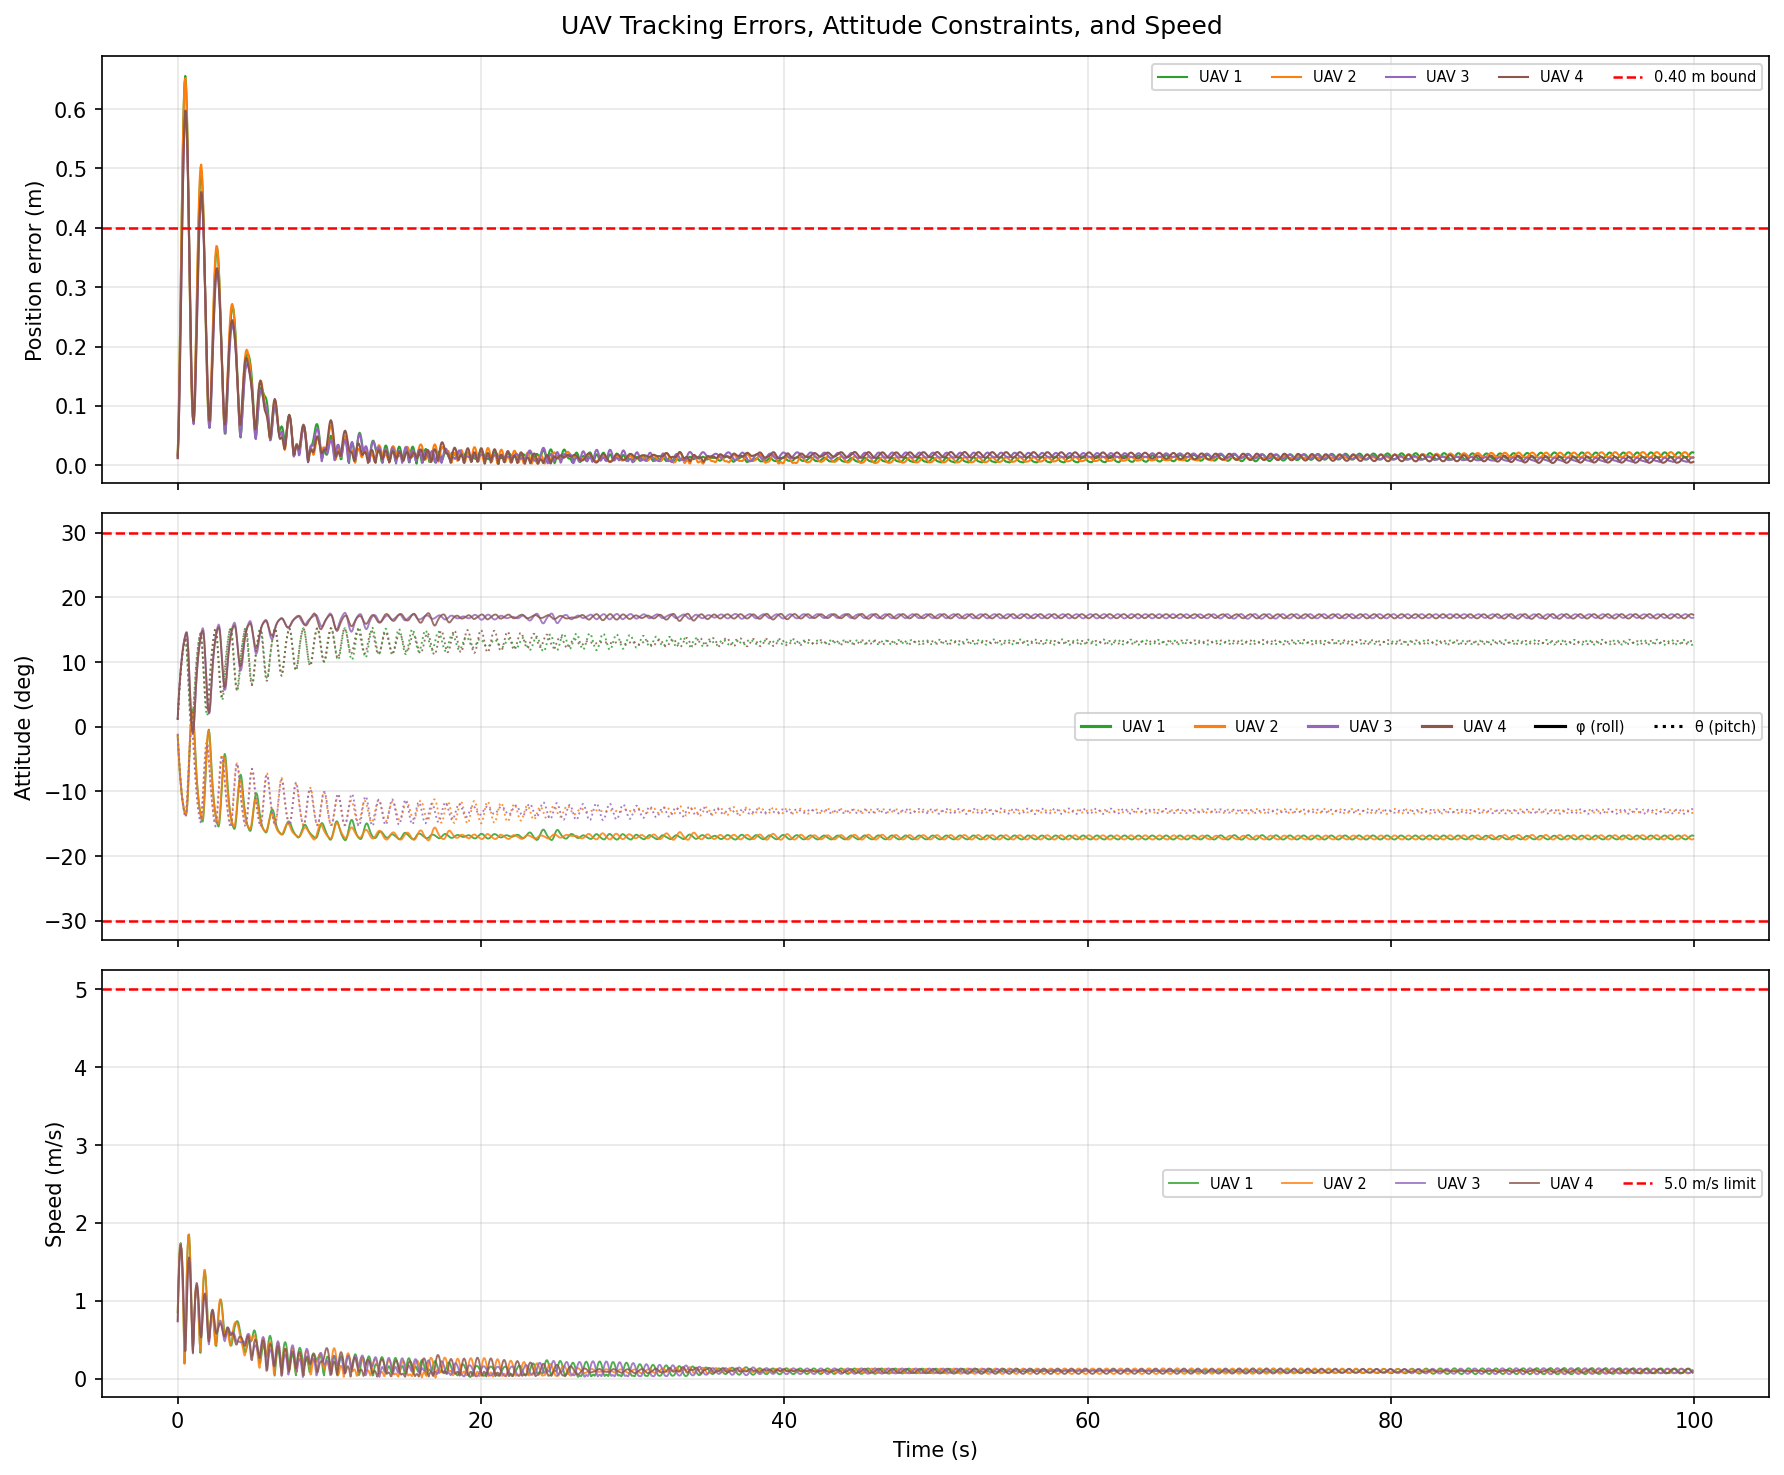 UAV Tracking Errors, Attitude Constraints, and Speed
UAV 1 UAV 2 UAV 3 UAV 4 0.40 m bound
Position error (m)
0.6
0.5
0.4
0.3
0.2
0.1
0.0
Attitude (deg)
30
20
10
0
−10
−20
−30
UAV 1 UAV 2 UAV 3 UAV 4 φ (roll) θ (pitch)
Speed (m/s)
5
4
3
2
1
0
UAV 1 UAV 2 UAV 3 UAV 4 5.0 m/s limit
0 20 40 60 80 100
Time (s)